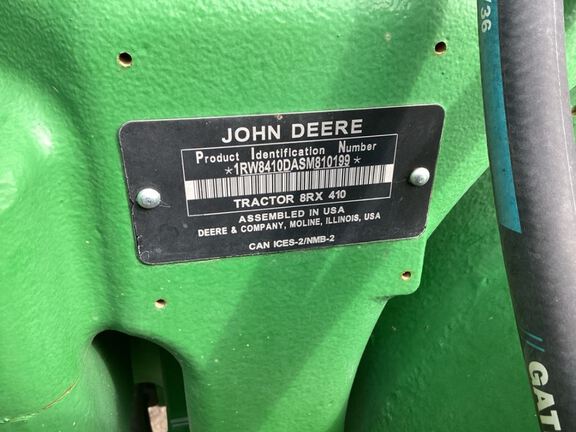 JOHN DEERE
Product Identification Number
*1RW8410DASM810199*
TRACTOR 8RX 410
ASSEMBLED IN USA
DEERE & COMPANY, MOLINE, ILLINOIS, USA
CAN ICES-2/NMB-2
36
// GAT